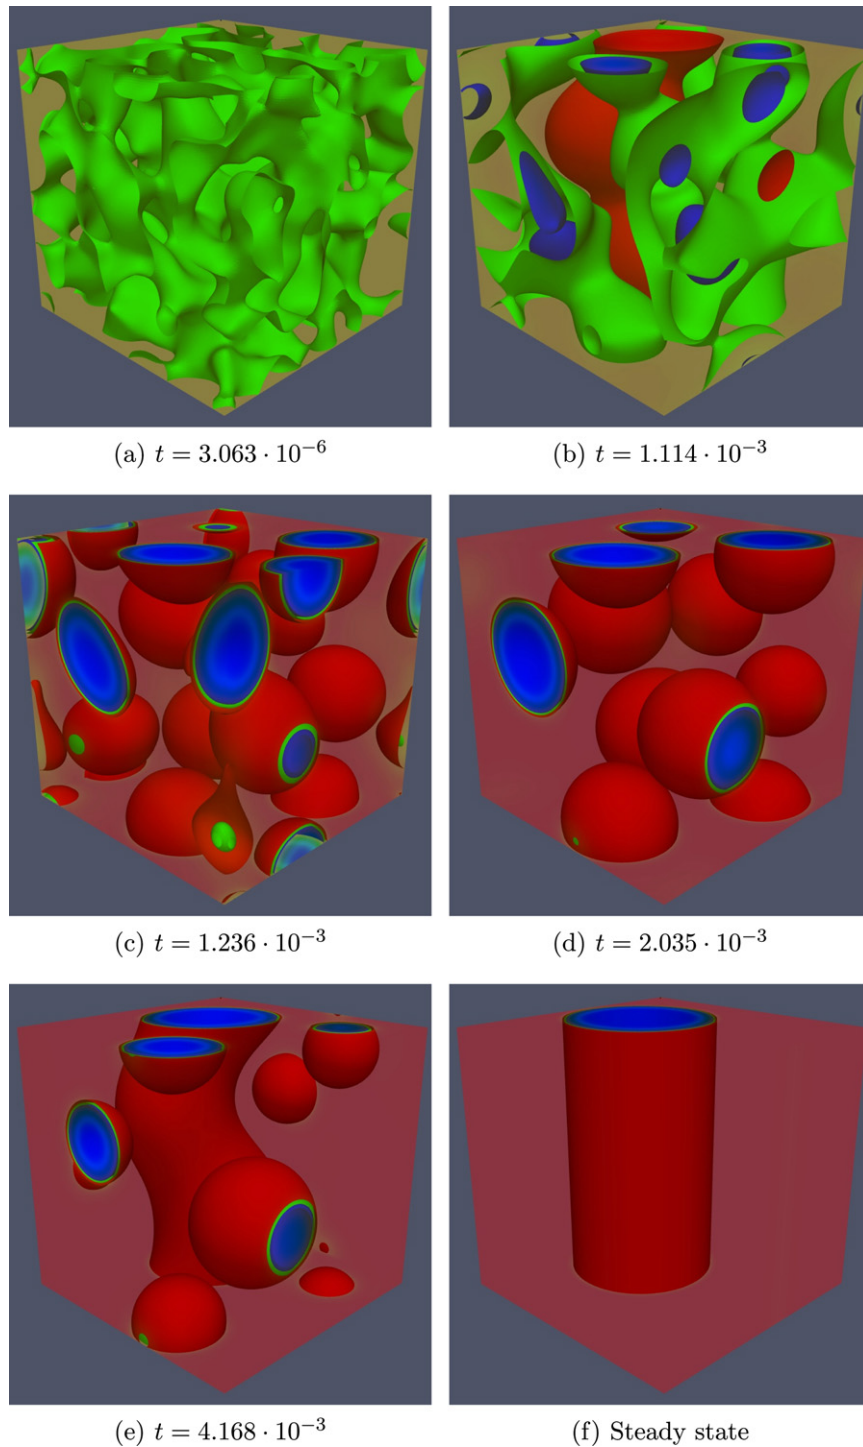 (a) t = 3.063 · 10⁻⁶
(b) t = 1.114 · 10⁻³
(c) t = 1.236 · 10⁻³
(d) t = 2.035 · 10⁻³
(e) t = 4.168 · 10⁻³
(f) Steady state